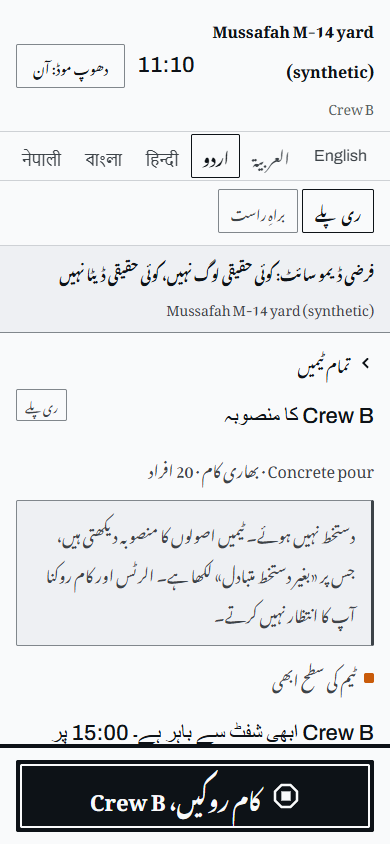 Mussafah M-14 yard
(synthetic)
11:10
دھوپ موڈ: آن
Crew B
English
العربية
اردو
हिन्दी
বাংলা
नेपाली
ری پلے
براہِ راست
فرضی ڈیمو سائٹ: کوئی حقیقی لوگ نہیں، کوئی حقیقی ڈیٹا نہیں
Mussafah M-14 yard (synthetic)
تمام ٹیمیں
Crew B کا منصوبہ
ری پلے
Concrete pour · بھاری کام · 20 افراد
دستخط نہیں ہوئے۔ ٹیمیں اصولوں کا منصوبہ دیکھتی ہیں،
جس پر «بغیر دستخط متبادل» لکھا ہے۔ الرٹس اور کام روکنا
آپ کا انتظار نہیں کرتے۔
ٹیم کی سطح ابھی
Crew B ابھی شفٹ سے باہر ہے۔ 15:00 پر
کام روکیں، Crew B